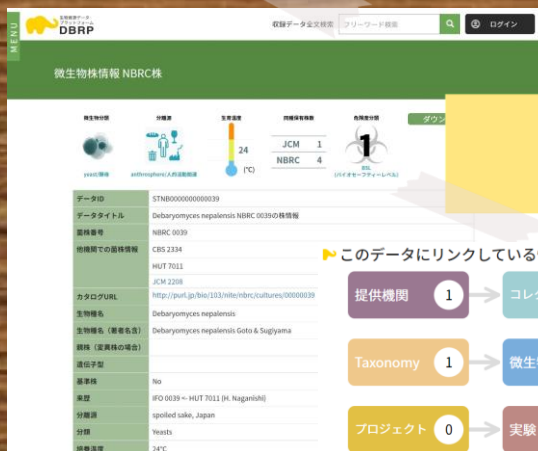 MENU
生物資源データ
プラットフォーム
DBRP
収録データ全文検索
フリーワード検索
ログイン
微生物株情報 NBRC株
微生物分類
分離源
生育温度
同種保有株数
危険度分類
ダウン
yeast/酵母
anthrosphere/人的活動関連
24
(℃)
JCM 1
NBRC 4
1
BSL
(バイオセーフティーレベル)
データID STNB0000000000039
データタイトル Debaryomyces nepalensis NBRC 0039の株情報
菌株番号 NBRC 0039
他機関での菌株情報 CBS 2334
HUT 7011
JCM 2208
カタログURL http://purl.jp/bio/103/nite/nbrc/cultures/00000039
生物種名 Debaryomyces nepalensis
生物種名（著者名含） Debaryomyces nepalensis Goto & Sugiyama
親株（変異株の場合）
遺伝子型
基準株 No
来歴 IFO 0039 <- HUT 7011 (H. Naganishi)
分離源 spoiled sake, Japan
分類 Yeasts
培養温度 24℃
このデータにリンクしている
提供機関 1
コレク
Taxonomy 1
微生
プロジェクト 0
実験